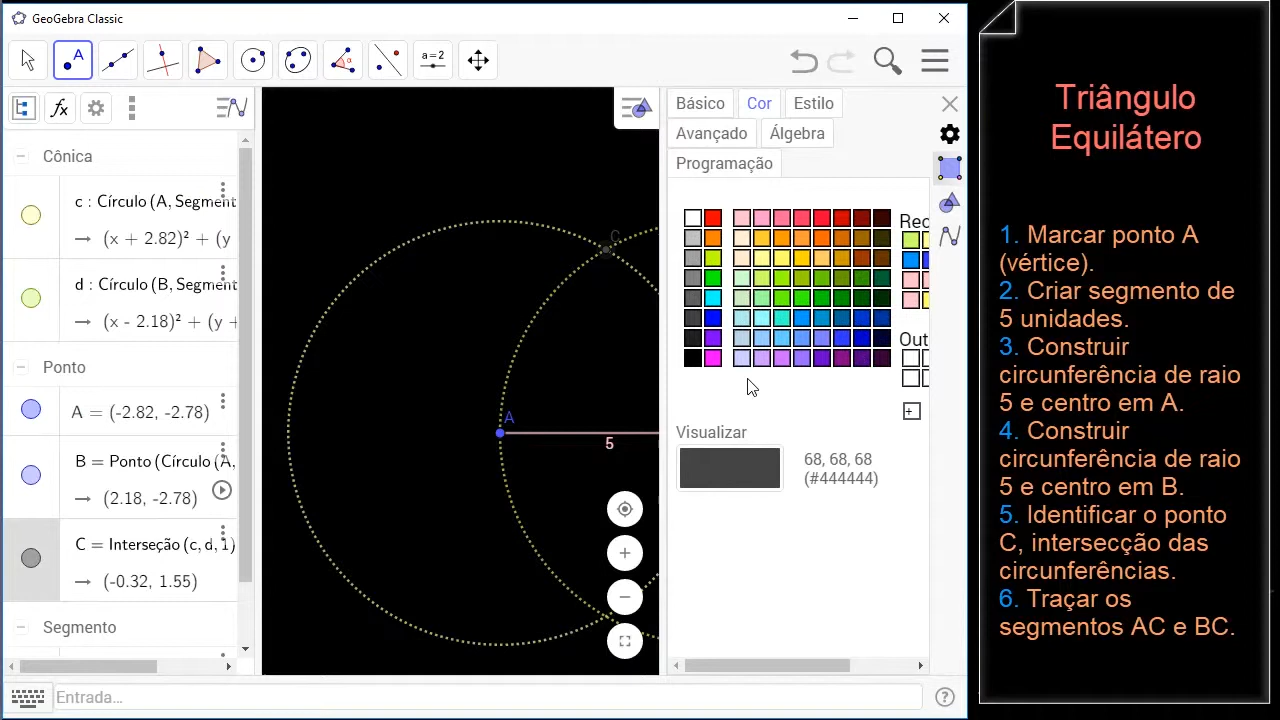 GeoGebra Classic
A
a=2
Básico
Cor
Estilo
Avançado
Álgebra
Programação
Cônica
c : Círculo (A, Segment
→ (x + 2.82)² + (y
d : Círculo (B, Segment
→ (x - 2.18)² + (y +
Ponto
A = (-2.82, -2.78)
B = Ponto (Círculo (A,
→ (2.18, -2.78)
C = Interseção (c, d, 1)
→ (-0.32, 1.55)
Segmento
C
A
5
Rec
Out
Visualizar
68, 68, 68
(#444444)
Entrada...
Triângulo
Equilátero
1. Marcar ponto A
(vértice).
2. Criar segmento de
5 unidades.
3. Construir
circunferência de raio
5 e centro em A.
4. Construir
circunferência de raio
5 e centro em B.
5. Identificar o ponto
C, intersecção das
circunferências.
6. Traçar os
segmentos AC e BC.